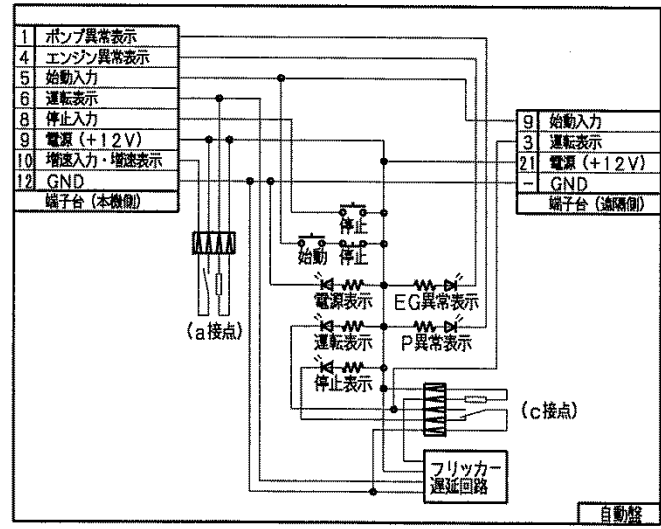 1 ポンプ異常表示
4 エンジン異常表示
5 始動入力
6 運転表示
8 停止入力
9 電源(+12V)
10 増速入力・増速表示
12 GND
端子台(本機側)
9 始動入力
3 運転表示
21 電源(+12V)
- GND
端子台(遠隔側)
停止
始動 停止
電源表示 EG異常表示
(a接点)
運転表示 P異常表示
停止表示
(c接点)
フリッカー
遅延回路
自動盤